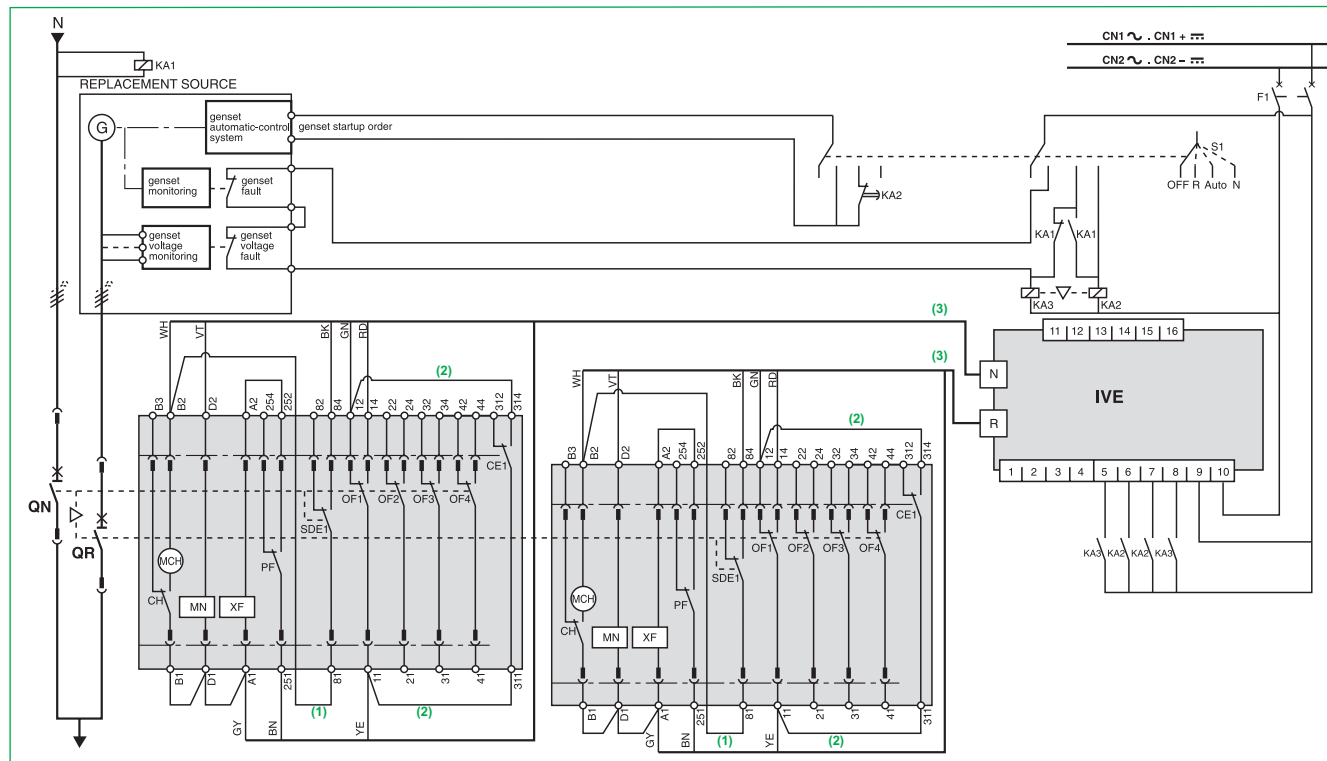 N
KA1
REPLACEMENT SOURCE
G
genset
automatic-control
system
genset startup order
genset
monitoring
genset
fault
genset
voltage
monitoring
genset
voltage
fault
CN1 ~ . CN1 +
CN2 ~ . CN2 –
F1
S1
OFF R Auto N
KA2
KA1 KA1
KA3 KA2
(3)
(3)
11 12 13 14 15 16
N
R
IVE
1 2 3 4 5 6 7 8 9 10
KA3 KA2 KA2 KA3
QN
QR
WH VT BK GN RD
(2)
B3 B2 D2 A2 254 252 82 84 12 14 22 24 32 34 42 44 312 314
CE1
OF1 OF2 OF3 OF4
SDE1
MCH
PF
CH
MN XF
B1 D1 A1 251 81 11 21 31 41 311
(1) (2)
GY BN YE
WH VT BK GN RD
(2)
B3 B2 D2 A2 254 252 82 84 12 14 22 24 32 34 42 44 312 314
CE1
OF1 OF2 OF3 OF4
SDE1
MCH
PF
CH
MN XF
B1 D1 A1 251 81 11 21 31 41 311
(1) (2)
GY BN YE